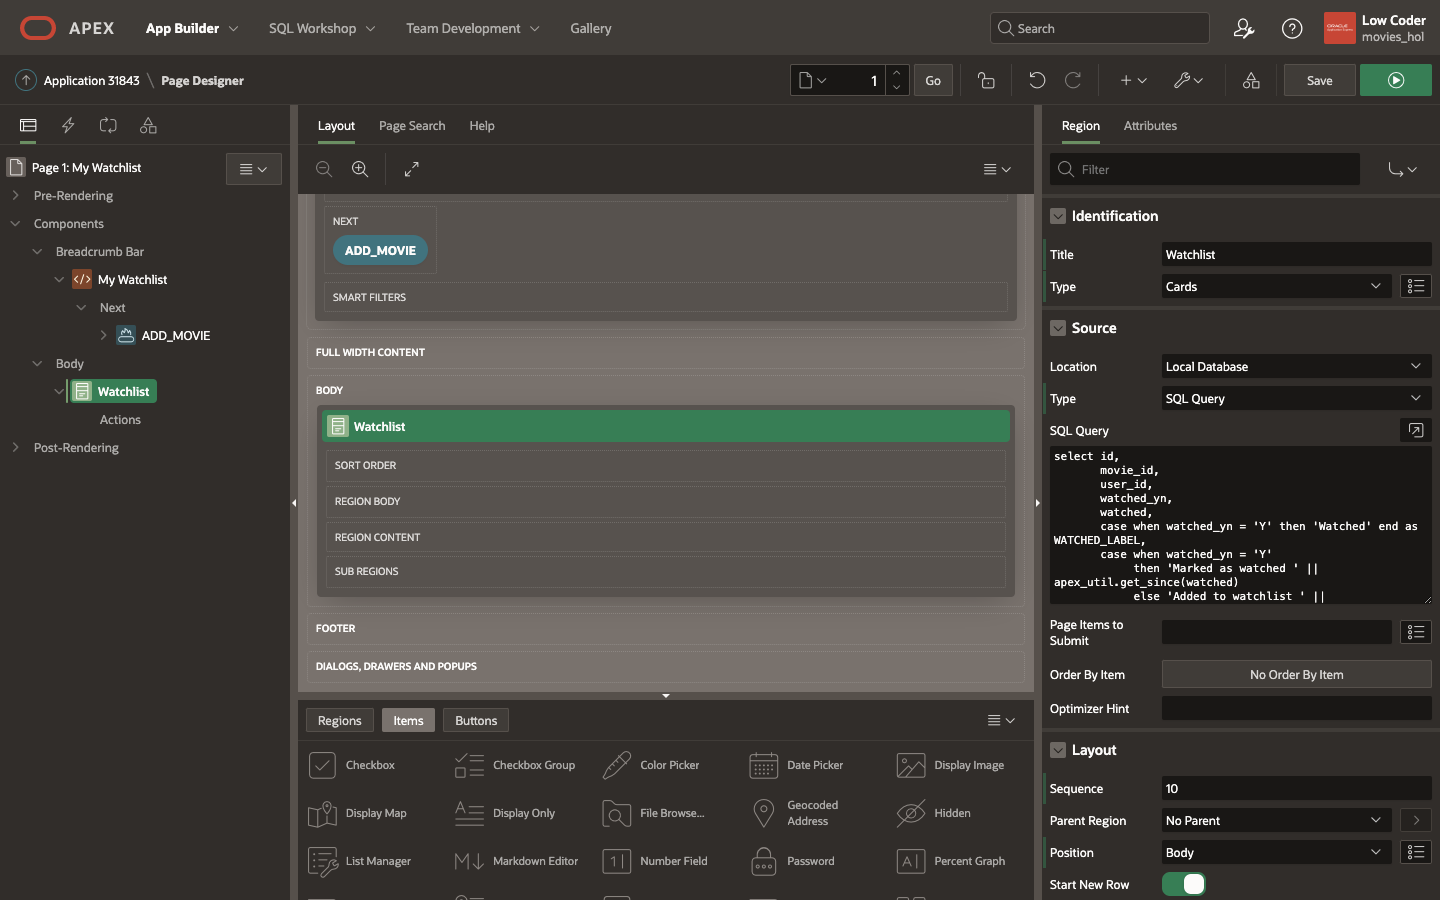 APEX
App Builder
SQL Workshop
Team Development
Gallery
Search
ORACLE
Low Coder
movies_hol
Application 31843 \ Page Designer
1
Go
Save
Page 1: My Watchlist
Pre-Rendering
Components
Breadcrumb Bar
</> My Watchlist
Next
ADD_MOVIE
Body
Watchlist
Actions
Post-Rendering
Layout
Page Search
Help
NEXT
ADD_MOVIE
SMART FILTERS
FULL WIDTH CONTENT
BODY
Watchlist
SORT ORDER
REGION BODY
REGION CONTENT
SUB REGIONS
FOOTER
DIALOGS, DRAWERS AND POPUPS
Regions
Items
Buttons
Checkbox
Checkbox Group
Color Picker
Date Picker
Display Image
Display Map
Display Only
File Browse...
Geocoded
Address
Hidden
List Manager
Markdown Editor
Number Field
Password
Percent Graph
Region
Attributes
Filter
Identification
Title
Watchlist
Type
Cards
Source
Location
Local Database
Type
SQL Query
SQL Query
select id,
movie_id,
user_id,
watched_yn,
watched,
case when watched_yn = 'Y' then 'Watched' end as
WATCHED_LABEL,
case when watched_yn = 'Y'
then 'Marked as watched ' ||
apex_util.get_since(watched)
else 'Added to watchlist ' ||
Page Items to
Submit
Order By Item
No Order By Item
Optimizer Hint
Layout
Sequence
10
Parent Region
No Parent
Position
Body
Start New Row